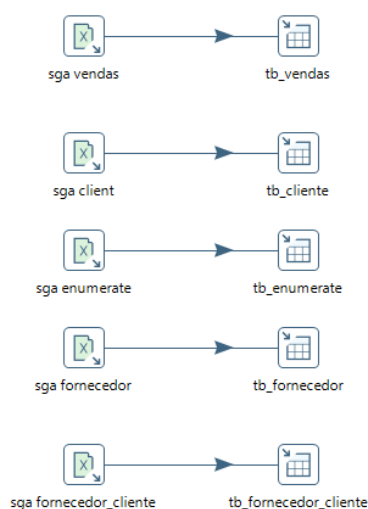 sga vendas
tb_vendas
sga client
tb_cliente
sga enumerate
tb_enumerate
sga fornecedor
tb_fornecedor
sga fornecedor_cliente
tb_fornecedor_cliente